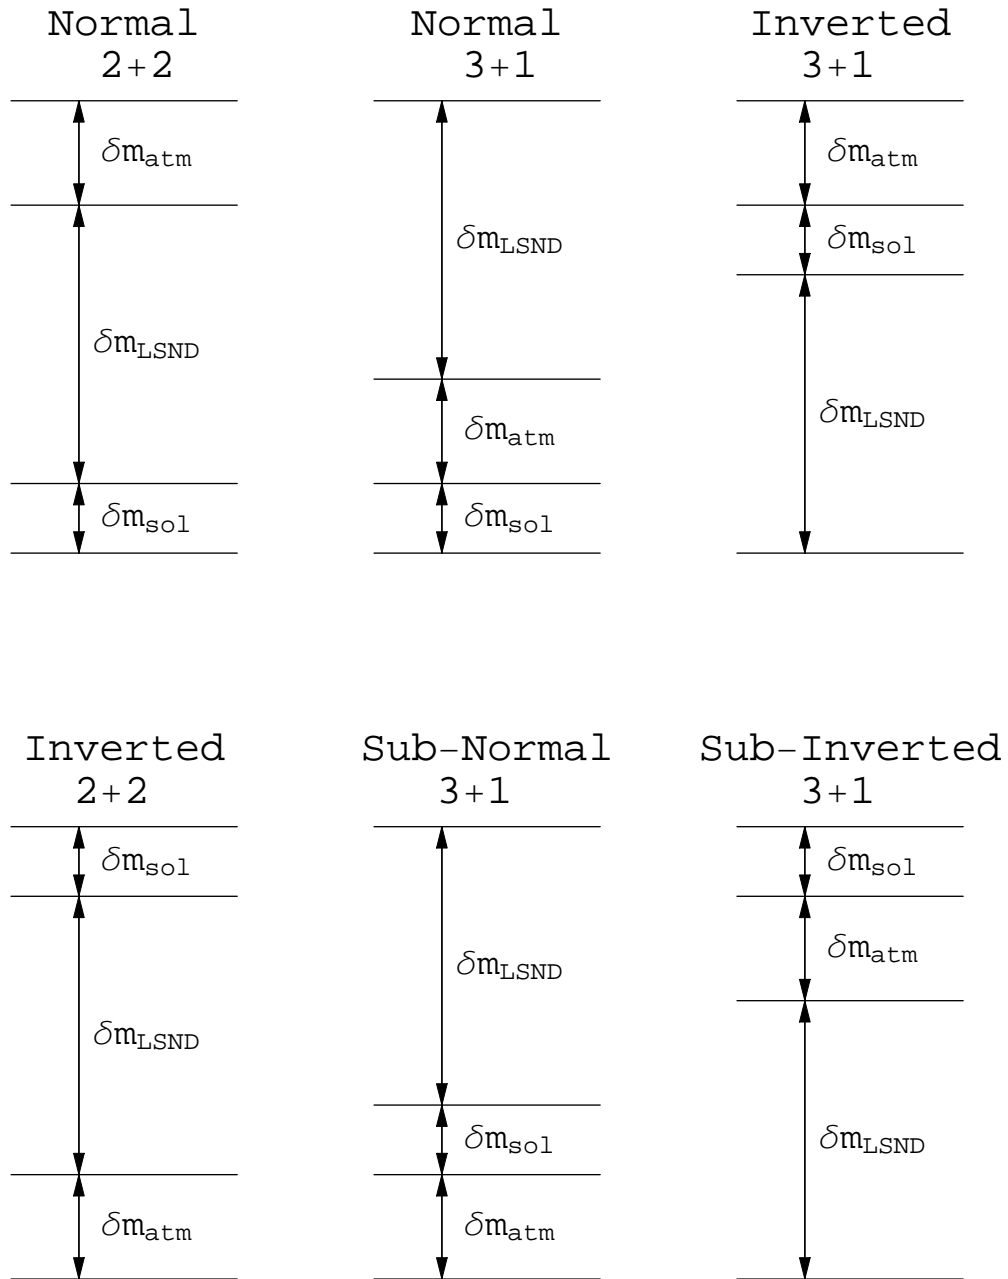 Normal
2+2
δm_atm
δm_LSND
δm_sol
Normal
3+1
δm_LSND
δm_atm
δm_sol
Inverted
3+1
δm_atm
δm_sol
δm_LSND
Inverted
2+2
δm_sol
δm_LSND
δm_atm
Sub-Normal
3+1
δm_LSND
δm_sol
δm_atm
Sub-Inverted
3+1
δm_sol
δm_atm
δm_LSND